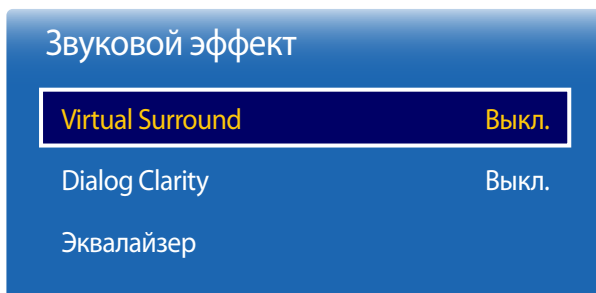 Звуковой эффект
Virtual Surround Выкл.
Dialog Clarity Выкл.
Эквалайзер